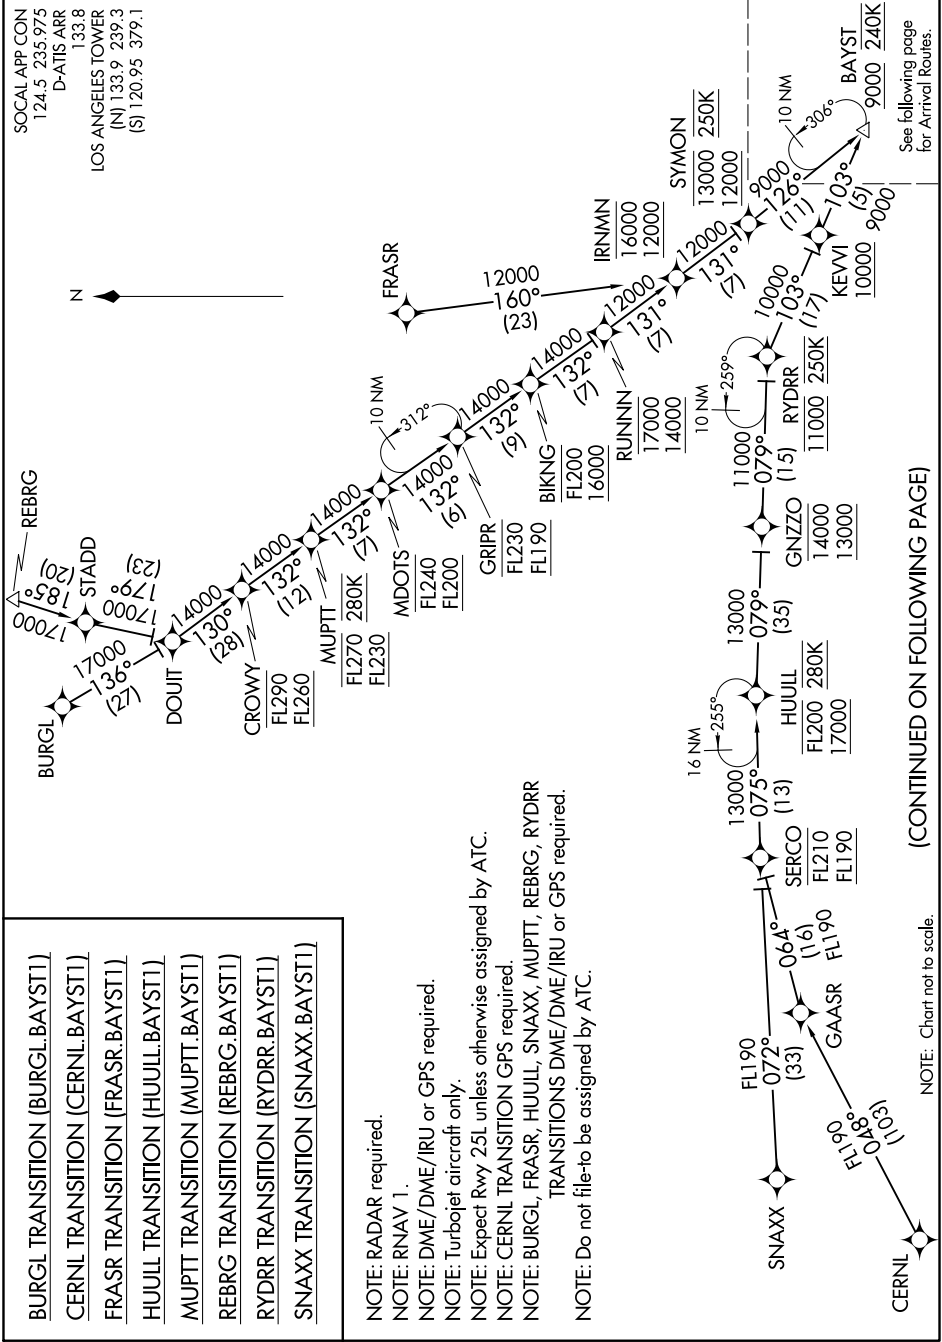 BURGL TRANSITION (BURGL.BAYST1)
CERNL TRANSITION (CERNL.BAYST1)
FRASR TRANSITION (FRASR.BAYST1)
HUULL TRANSITION (HUULL.BAYST1)
MUPTT TRANSITION (MUPTT.BAYST1)
REBRG TRANSITION (REBRG.BAYST1)
RYDRR TRANSITION (RYDRR.BAYST1)
SNAXX TRANSITION (SNAXX.BAYST1)
SOCAL APP CON
124.5 235.975
D-ATIS ARR
133.8
LOS ANGELES TOWER
(N) 133.9 239.3
(S) 120.95 379.1
N
NOTE: RADAR required.
NOTE: RNAV 1.
NOTE: DME/DME/IRU or GPS required.
NOTE: Turbojet aircraft only.
NOTE: Expect Rwy 25L unless otherwise assigned by ATC.
NOTE: CERNL TRANSITION GPS required.
NOTE: BURGL, FRASR, HUULL, SNAXX, MUPTT, REBRG, RYDRR
TRANSITIONS DME/DME/IRU or GPS required.
NOTE: Do not file-to be assigned by ATC.
REBRG
17000
185°
(20)
STADD
17000
179°
(23)
BURGL
17000
136°
(27)
DOUIT
14000
130°
(28)
CROWY
FL290
FL260
14000
132°
(12)
MUPTT
FL270 280K
FL230
14000
132°
(7)
MDOTS
FL240
FL200
14000
132°
(6)
10 NM
312°
GRIPR
FL230
FL190
14000
132°
(9)
BIKNG
FL200
16000
14000
132°
(7)
RUNNN
17000
14000
12000
131°
(7)
FRASR
12000
160°
(23)
IRNMN
16000
12000
12000
131°
(7)
SYMON
13000 250K
12000
9000
126°
(11)
10 NM
306°
BAYST
9000 240K
See following page
for Arrival Routes.
SNAXX
FL190
072°
(33)
CERNL
FL190
048°
(103)
GAASR
064°
(16)
FL190
SERCO
FL210
FL190
13000
075°
(13)
16 NM
255°
HUULL
FL200 280K
17000
13000
079°
(35)
GNZZO
14000
13000
11000
079°
(15)
10 NM
259°
RYDRR
11000 250K
10000
103°
(17)
KEVVI
10000
103°
(5)
9000
NOTE: Chart not to scale.
(CONTINUED ON FOLLOWING PAGE)